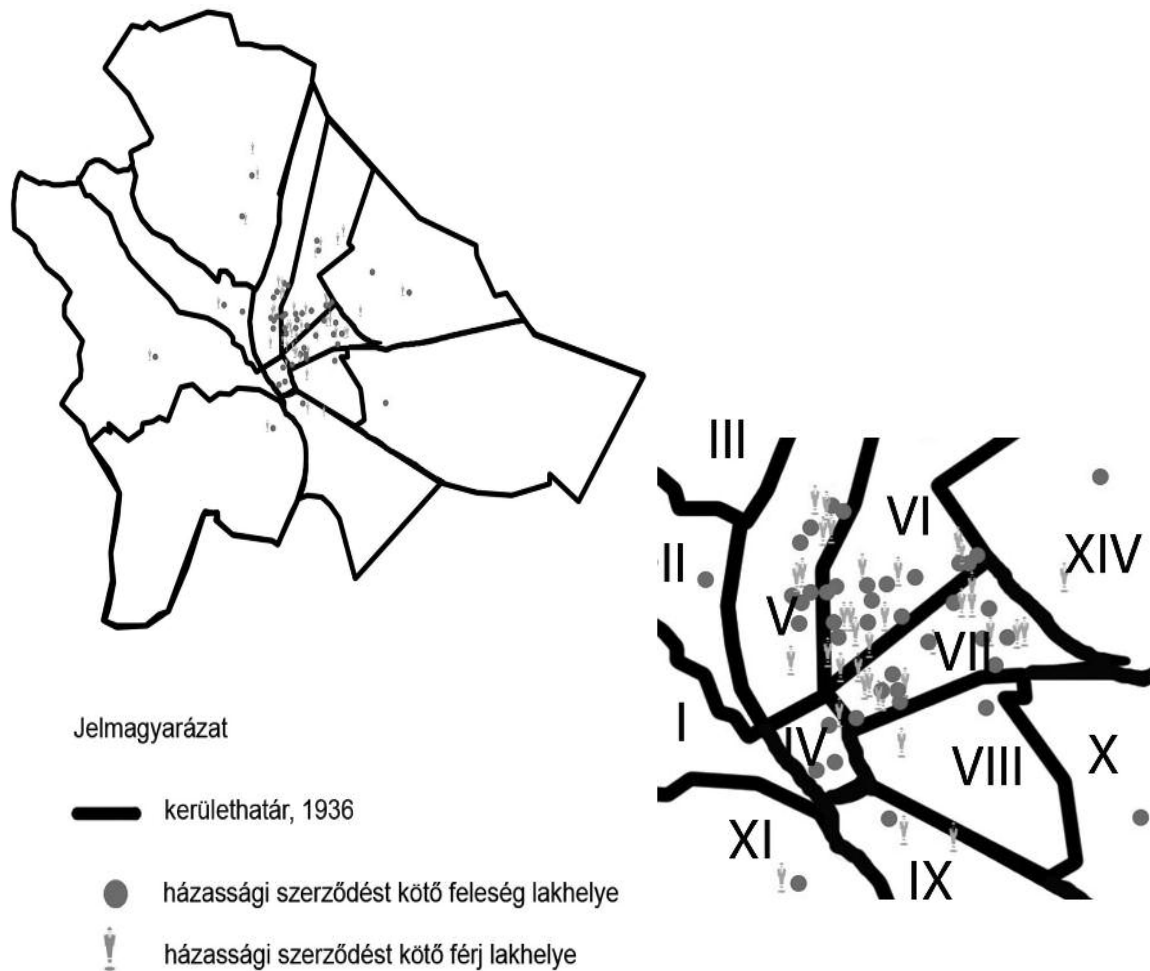 III
VI
XIV
II
V
VII
I
IV
VIII
X
XI
IX
Jelmagyarázat
kerülethatár, 1936
házassági szerződést kötő feleség lakhelye
házassági szerződést kötő férj lakhelye